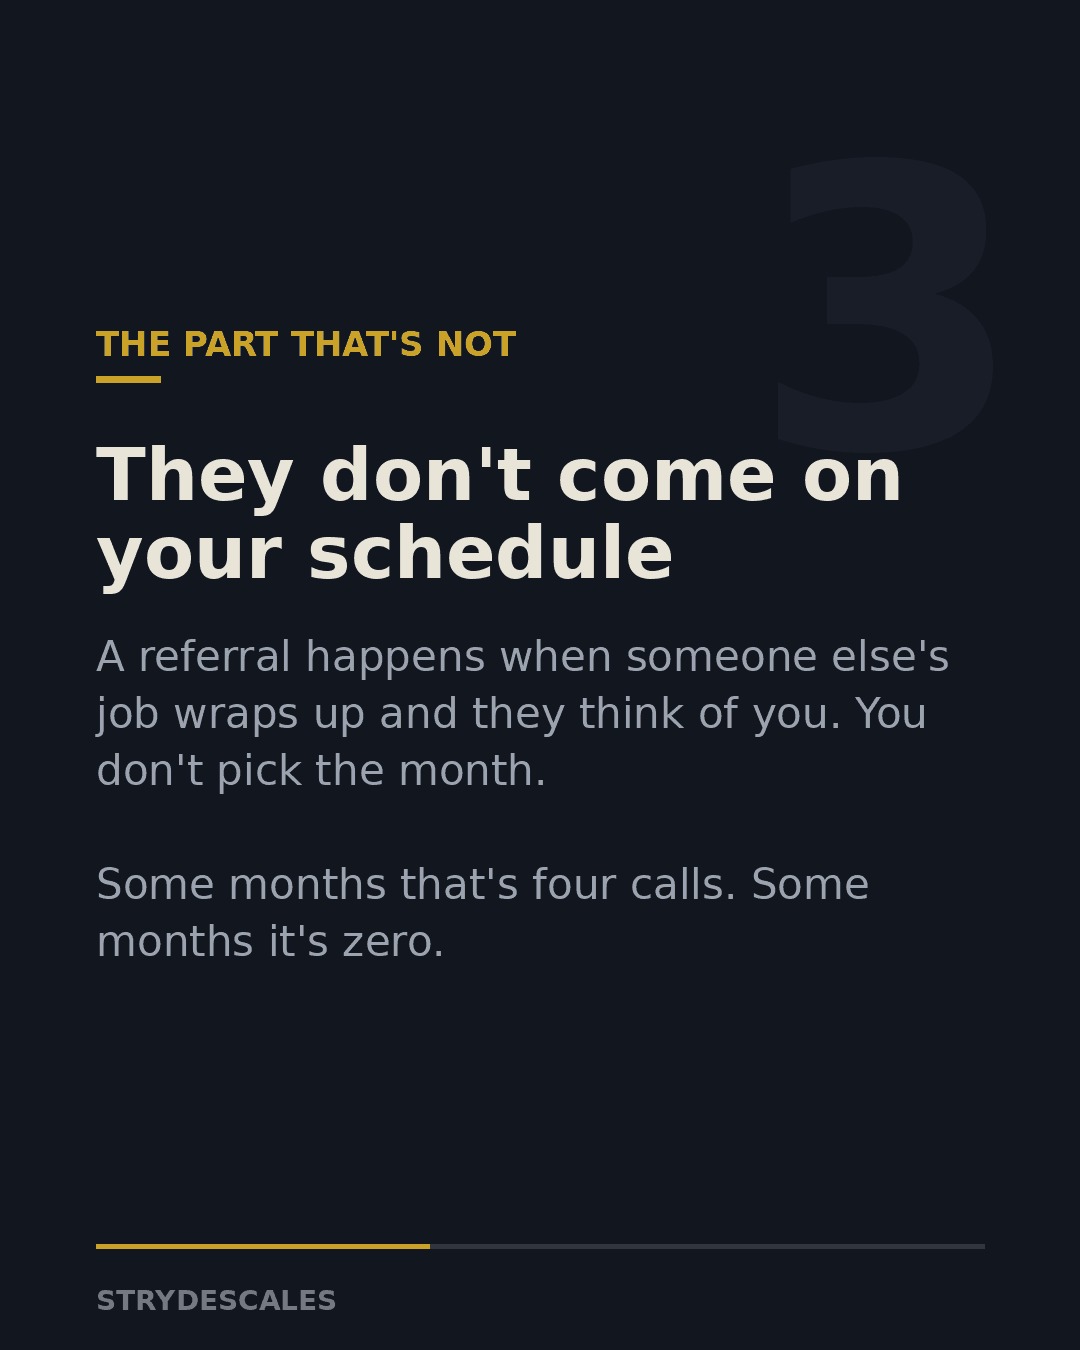 3
THE PART THAT'S NOT
They don't come on
your schedule
A referral happens when someone else's
job wraps up and they think of you. You
don't pick the month.
Some months that's four calls. Some
months it's zero.
STRYDESCALES